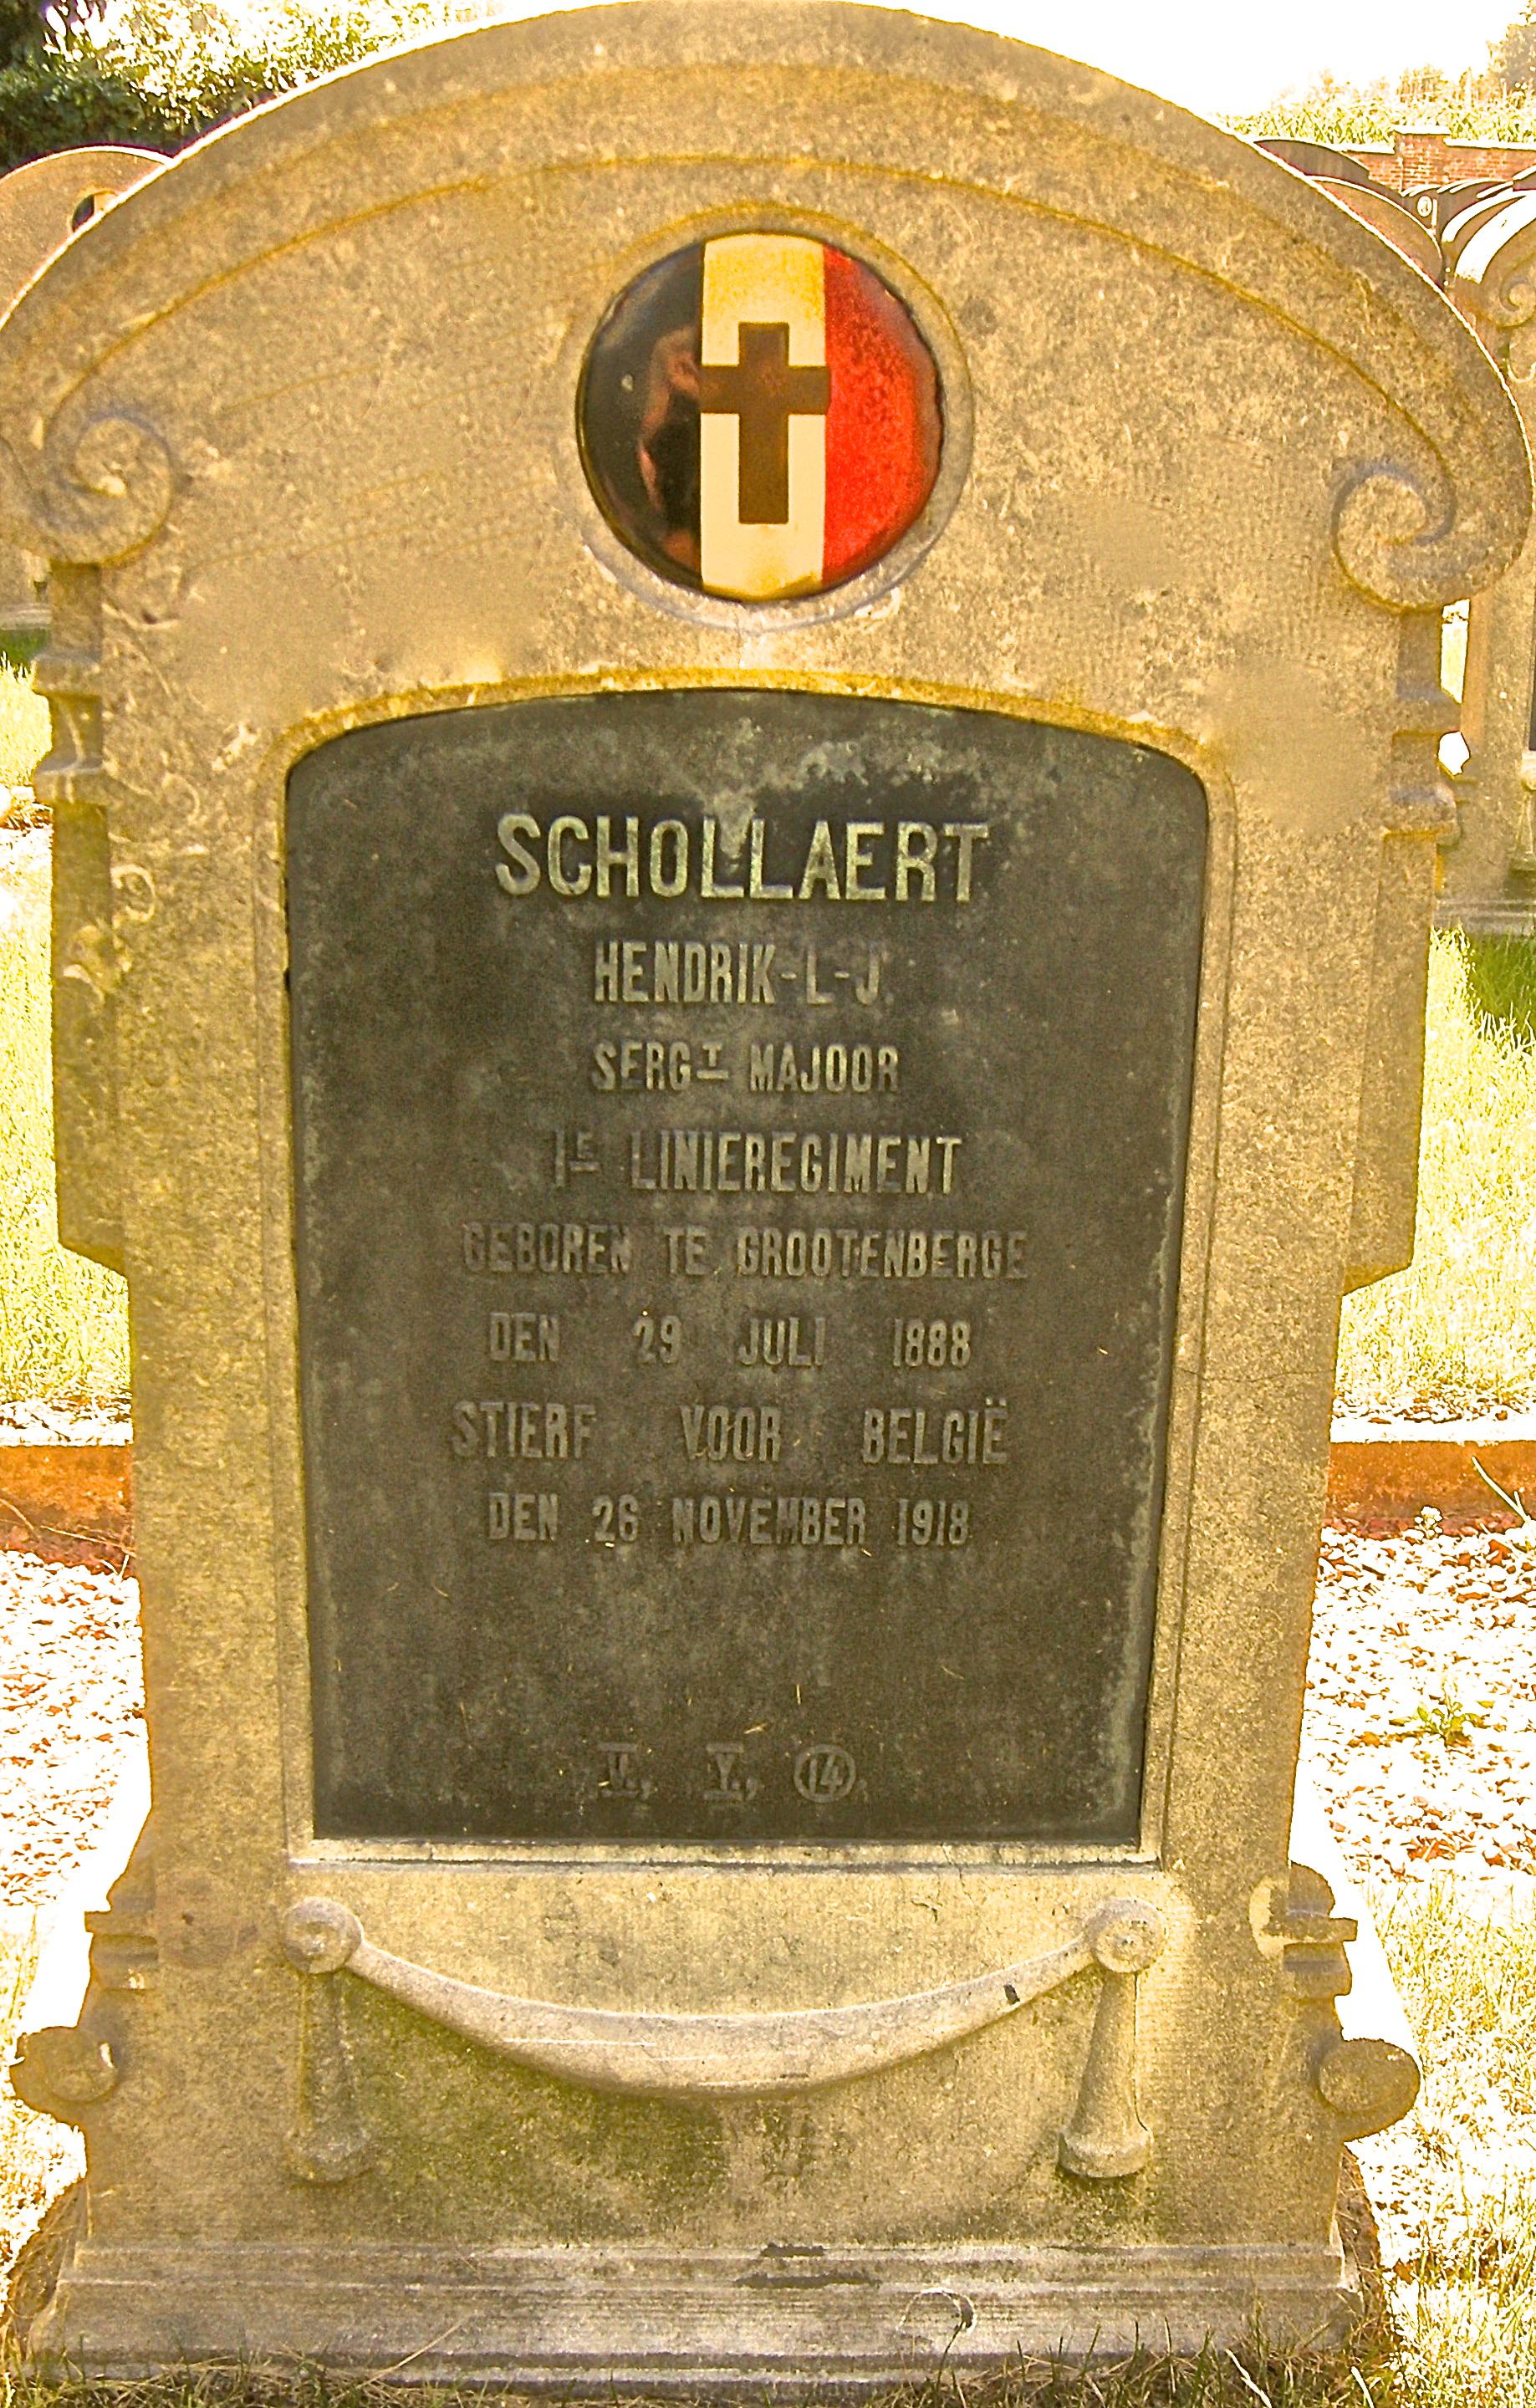 SCHOLLAERT
HENDRIK-L-J.
SERGT MAJOOR
1E LINIEREGIMENT
GEBOREN TE GROOTENBERGE
DEN 29 JULI 1888
STIERF VOOR BELGIË
DEN 26 NOVEMBER 1918
V., Y., 14.